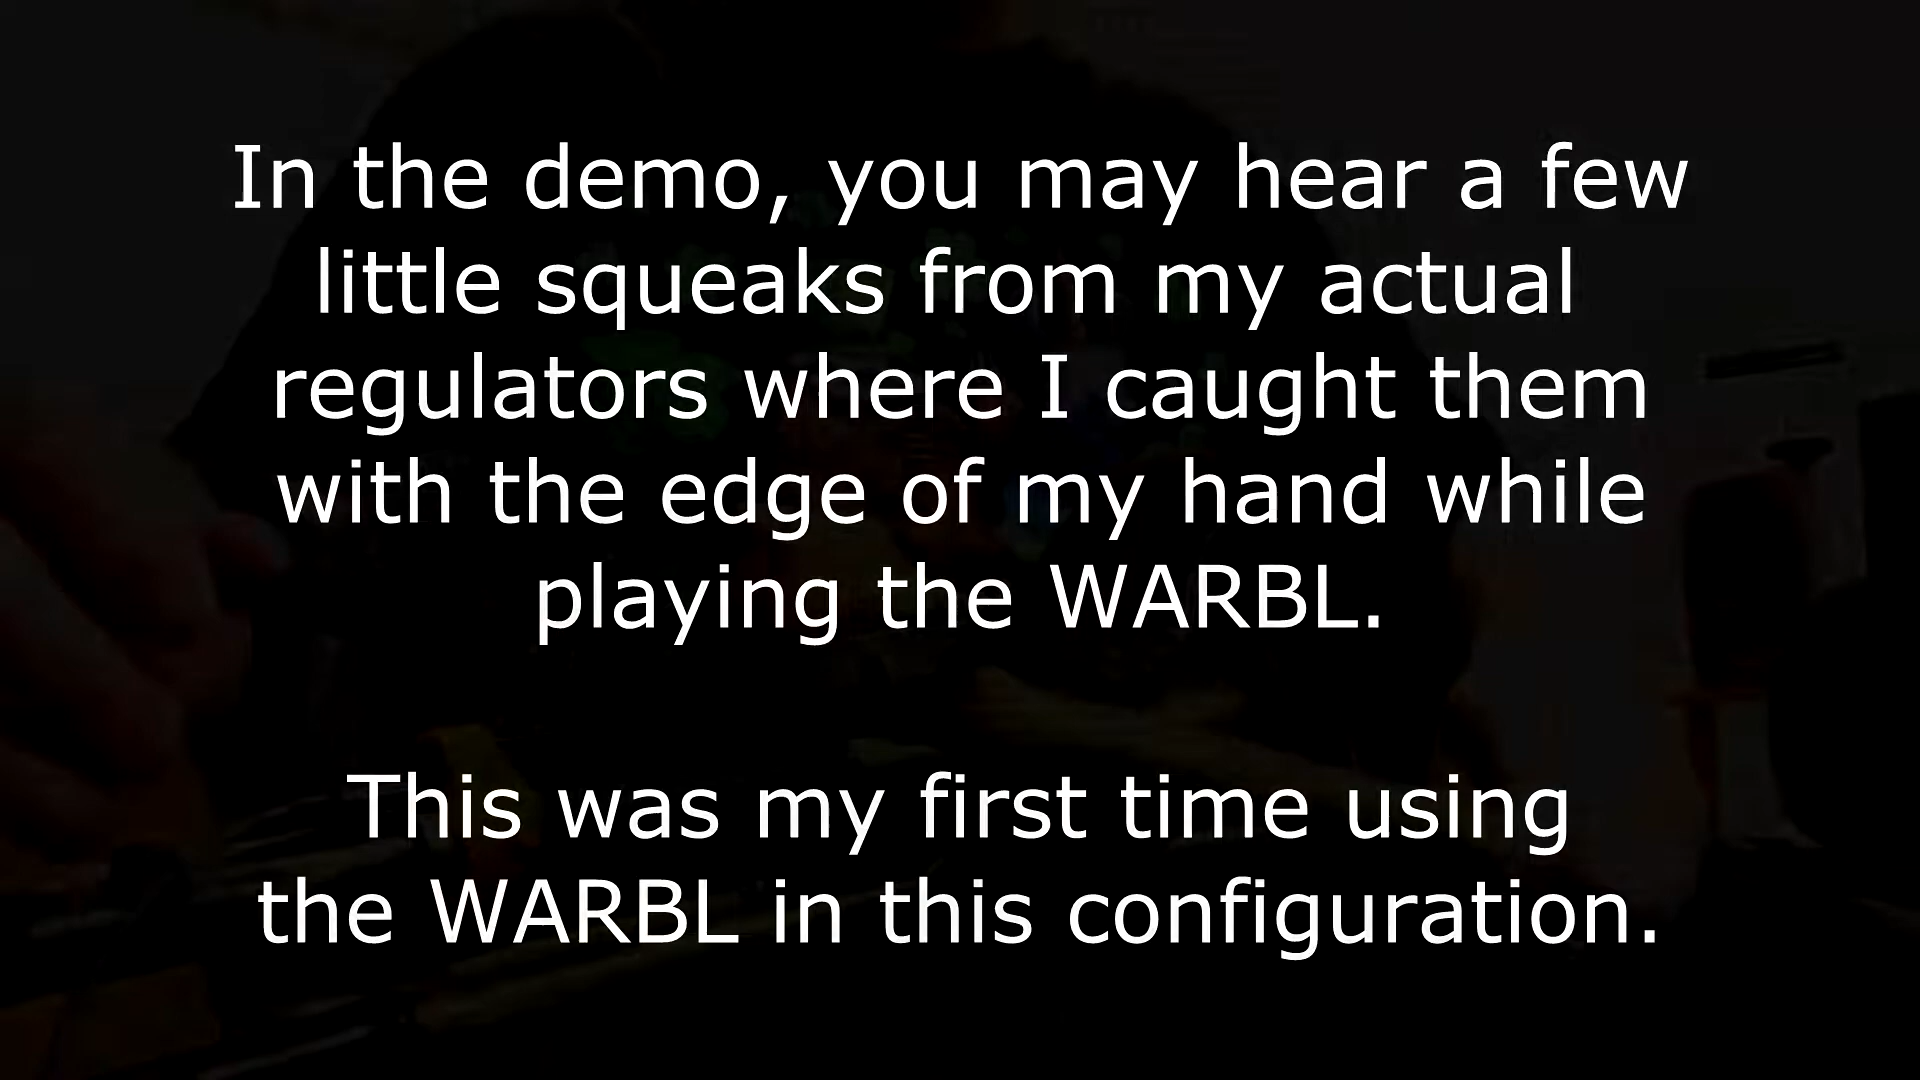 In the demo, you may hear a few
little squeaks from my actual
regulators where I caught them
with the edge of my hand while
playing the WARBL.
This was my first time using
the WARBL in this configuration.